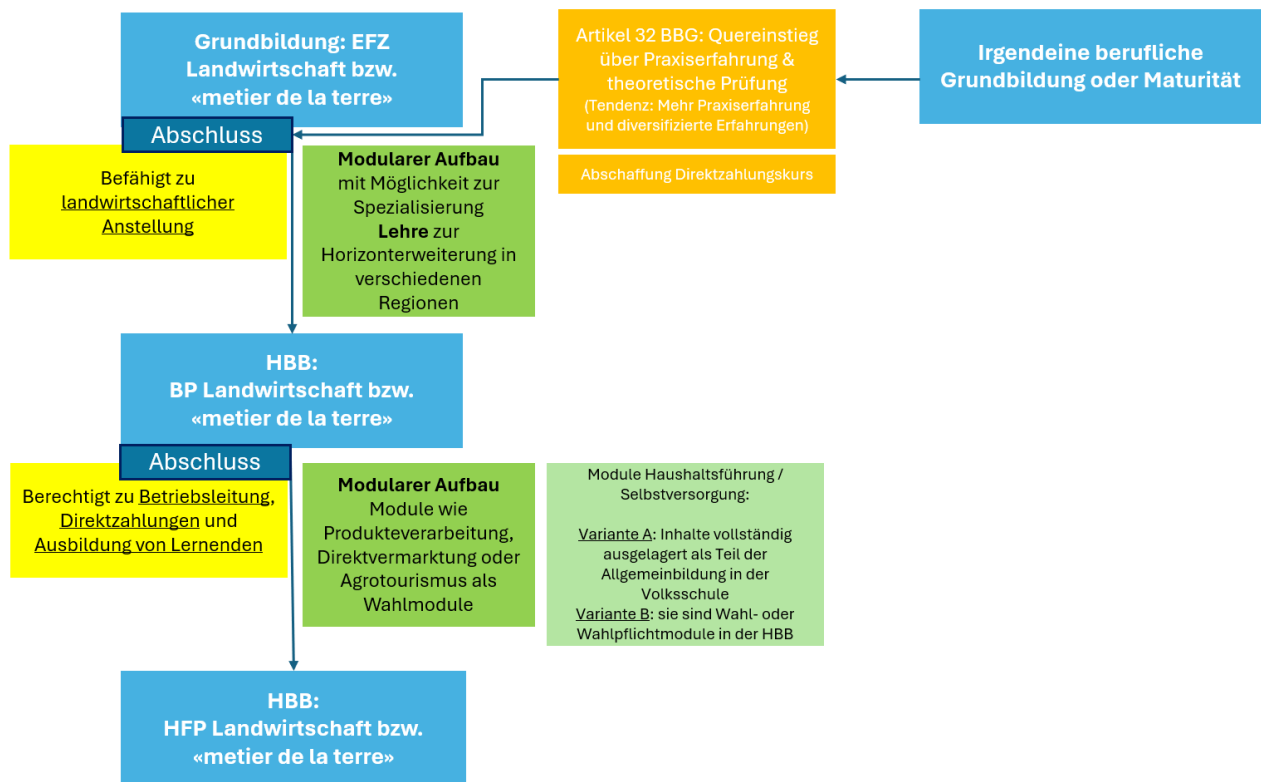 Grundbildung: EFZ
Landwirtschaft bzw.
«metier de la terre»
Artikel 32 BBG: Quereinstieg
über Praxiserfahrung &
theoretische Prüfung
(Tendenz: Mehr Praxiserfahrung
und diversifizierte Erfahrungen)
Irgendeine berufliche
Grundbildung oder Maturität
Abschaffung Direktzahlungskurs
Abschluss
Befähigt zu
landwirtschaftlicher
Anstellung
Modularer Aufbau
mit Möglichkeit zur
Spezialisierung
Lehre zur
Horizonterweiterung in
verschiedenen
Regionen
HBB:
BP Landwirtschaft bzw.
«metier de la terre»
Abschluss
Berechtigt zu Betriebsleitung,
Direktzahlungen und
Ausbildung von Lernenden
Modularer Aufbau
Module wie
Produkteverarbeitung,
Direktvermarktung oder
Agrotourismus als
Wahlmodule
Module Haushaltsführung /
Selbstversorgung:
Variante A: Inhalte vollständig
ausgelagert als Teil der
Allgemeinbildung in der
Volksschule
Variante B: sie sind Wahl- oder
Wahlpflichtmodule in der HBB
HBB:
HFP Landwirtschaft bzw.
«metier de la terre»